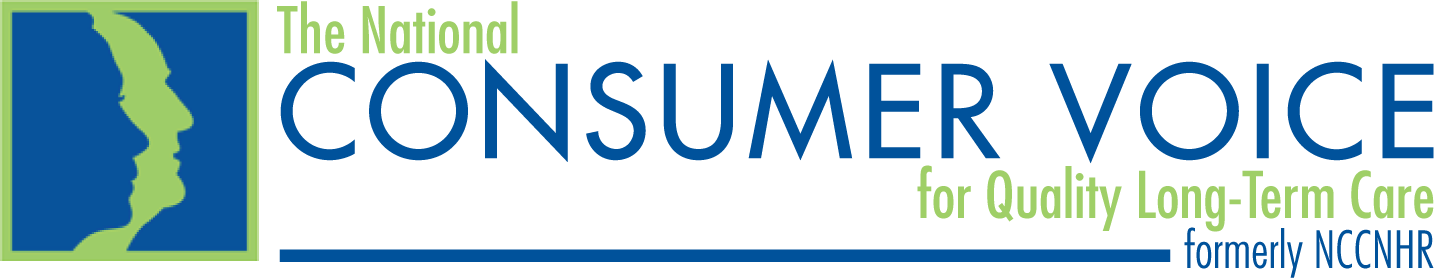 The National
CONSUMER VOICE
for Quality Long-Term Care
formerly NCCNHR